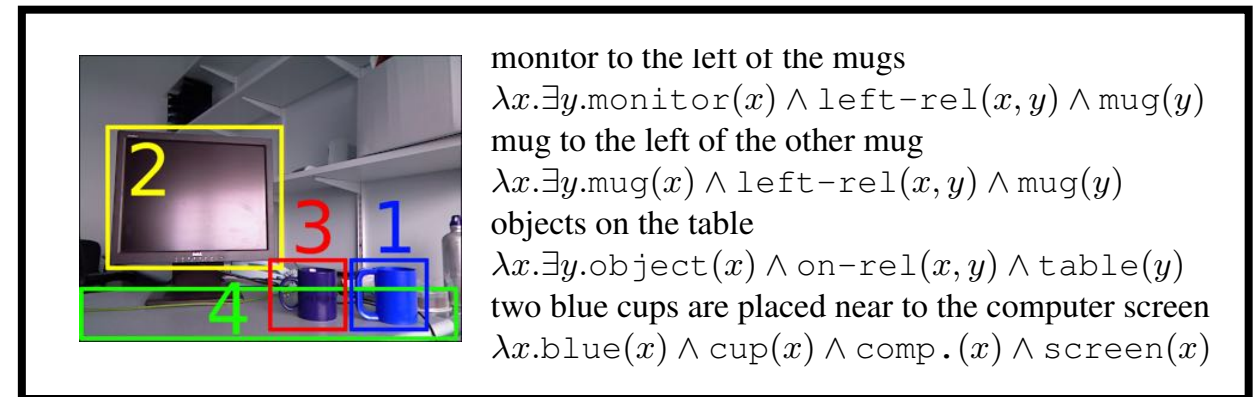 monitor to the left of the mugs
λx.∃y.monitor(x) ∧ left-rel(x, y) ∧ mug(y)
mug to the left of the other mug
λx.∃y.mug(x) ∧ left-rel(x, y) ∧ mug(y)
objects on the table
λx.∃y.object(x) ∧ on-rel(x, y) ∧ table(y)
two blue cups are placed near to the computer screen
λx.blue(x) ∧ cup(x) ∧ comp.(x) ∧ screen(x)
2
3
1
4